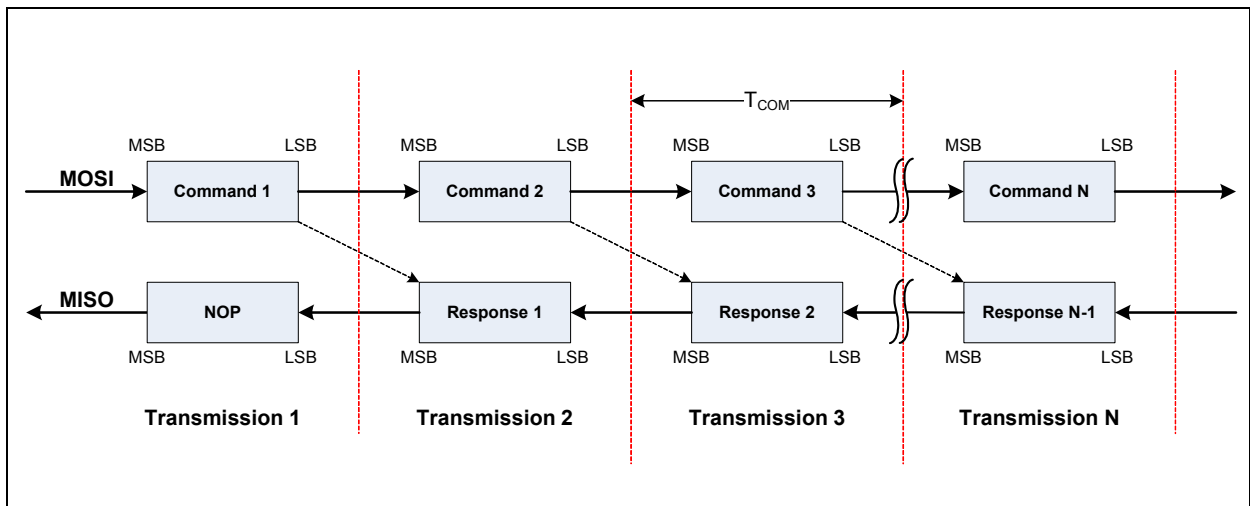 T_COM
MSB LSB MSB LSB MSB LSB MSB LSB
MOSI Command 1 Command 2 Command 3 Command N
MISO NOP Response 1 Response 2 Response N-1
MSB LSB MSB LSB MSB LSB MSB LSB
Transmission 1 Transmission 2 Transmission 3 Transmission N